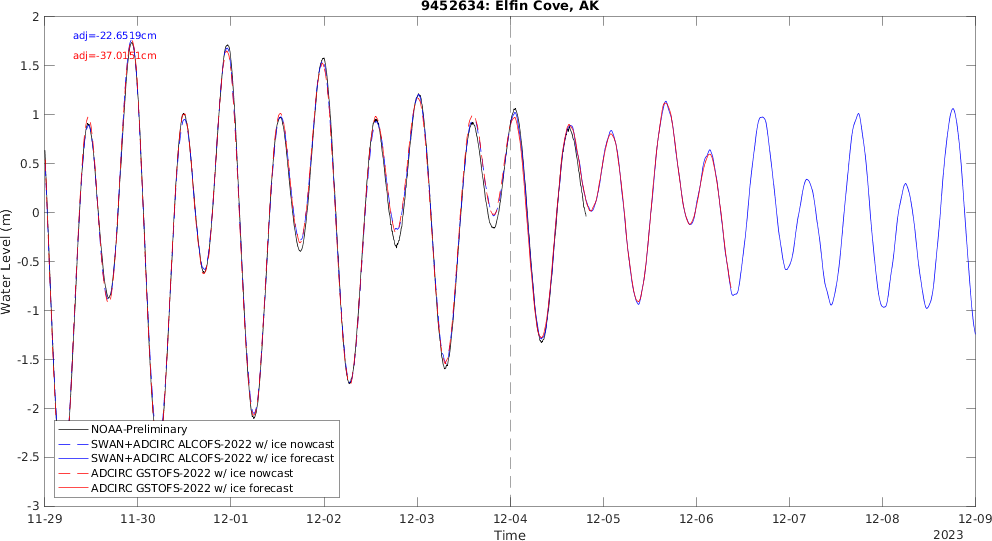 9452634: Elfin Cove, AK
adj=-22.6519cm
adj=-37.0151cm
2
1.5
1
0.5
0
-0.5
-1
-1.5
-2
-2.5
-3
Water Level (m)
NOAA-Preliminary
SWAN+ADCIRC ALCOFS-2022 w/ ice nowcast
SWAN+ADCIRC ALCOFS-2022 w/ ice forecast
ADCIRC GSTOFS-2022 w/ ice nowcast
ADCIRC GSTOFS-2022 w/ ice forecast
11-29 11-30 12-01 12-02 12-03 12-04 12-05 12-06 12-07 12-08 12-09
Time
2023